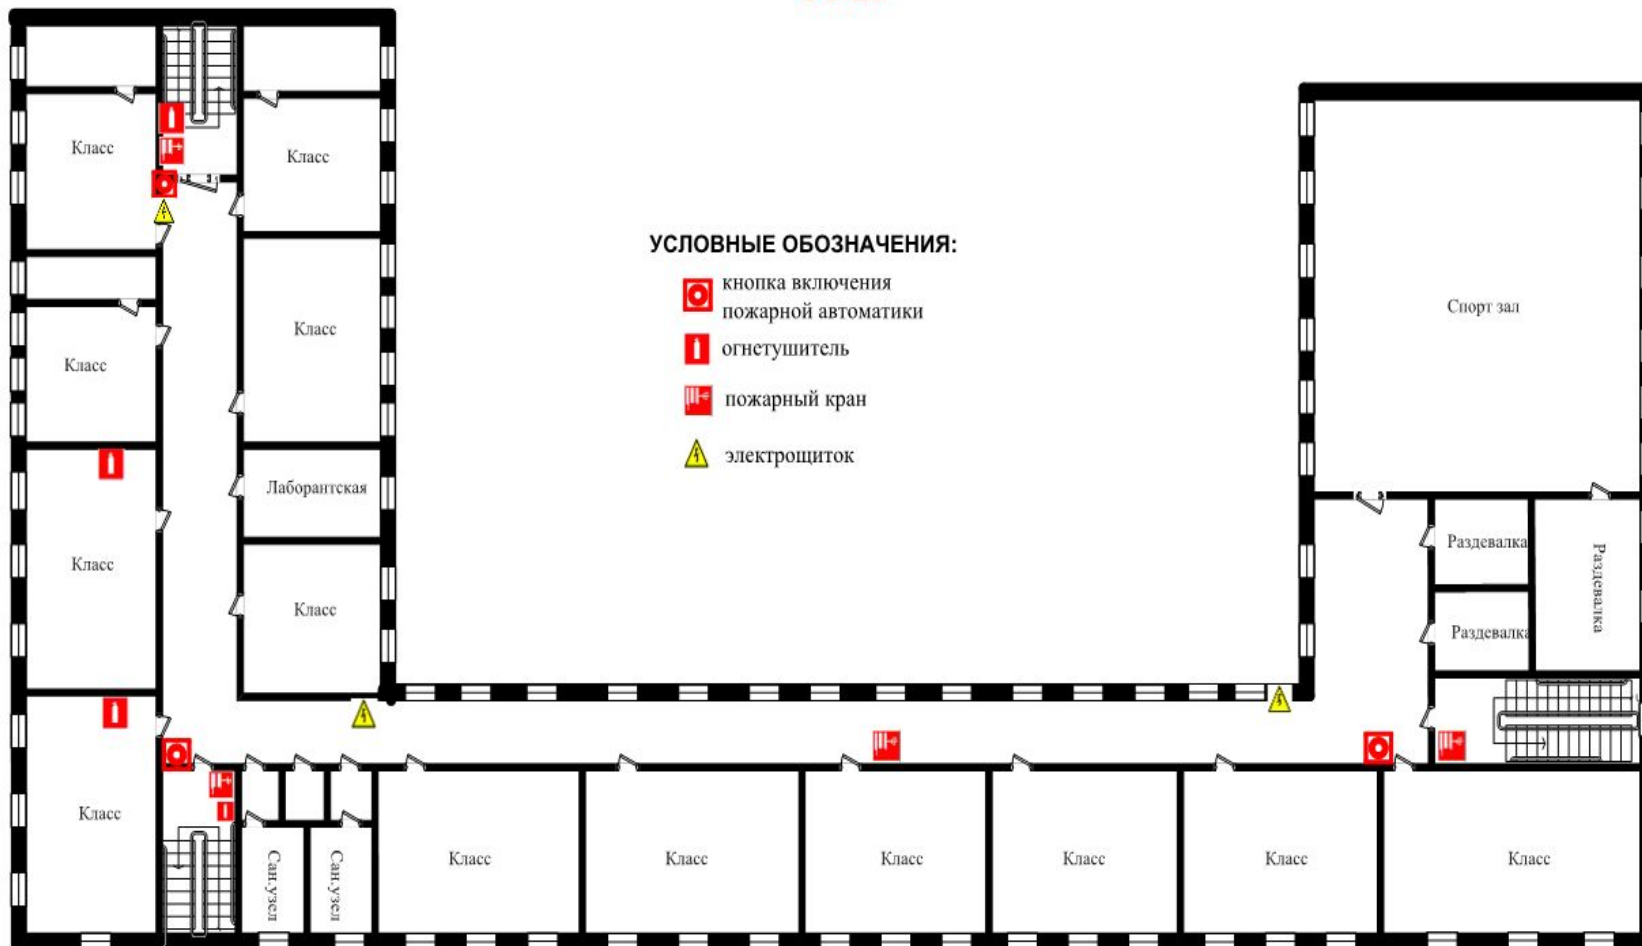 Класс
Класс
УСЛОВНЫЕ ОБОЗНАЧЕНИЯ:
кнопка включения
пожарной автоматики
огнетушитель
пожарный кран
электрощиток
Спорт зал
Класс
Класс
Лаборантская
Класс
Класс
Раздевалка
Раздевалка
Раздевалка
Класс
Сан.узел
Сан.узел
Класс
Класс
Класс
Класс
Класс
Класс